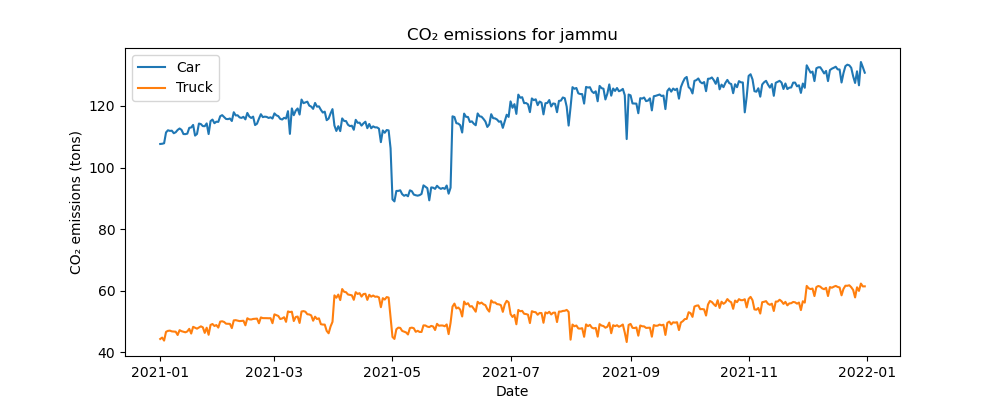 CO₂ emissions for jammu
Car
Truck
CO₂ emissions (tons)
120
100
80
60
40
2021-01
2021-03
2021-05
2021-07
2021-09
2021-11
2022-01
Date